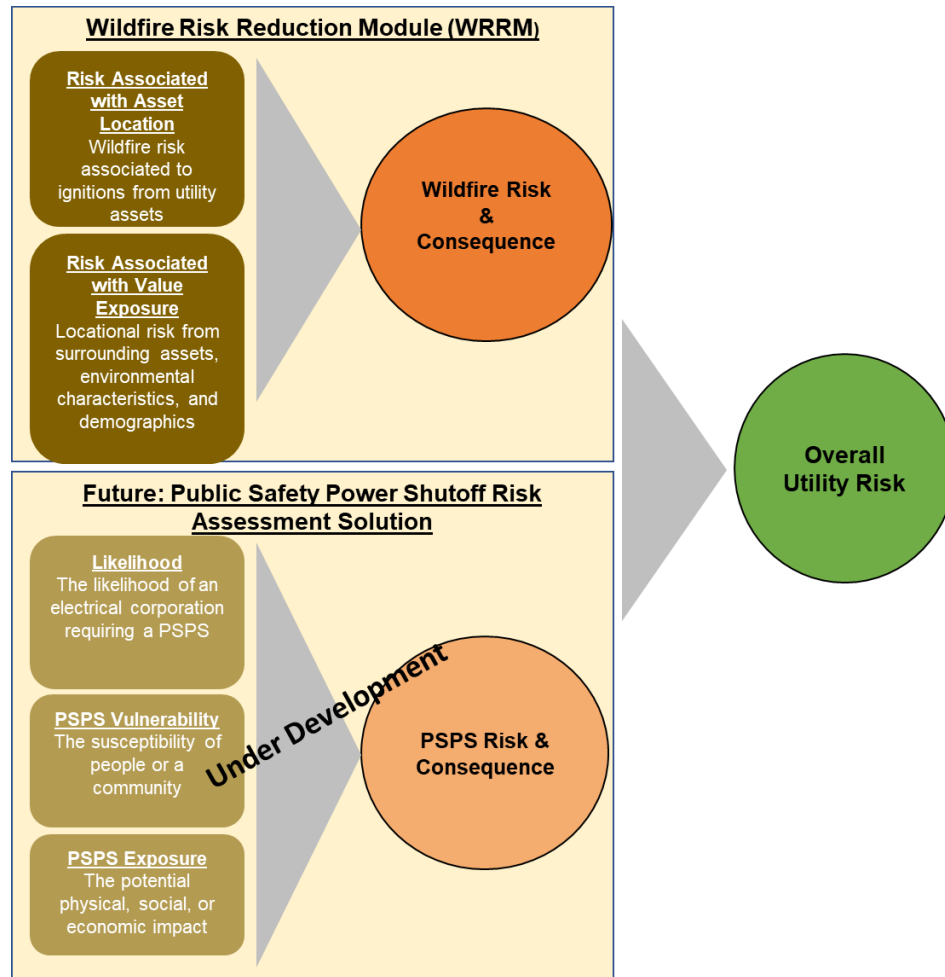 Wildfire Risk Reduction Module (WRRM)
Risk Associated
with Asset
Location
Wildfire risk
associated to
ignitions from utility
assets
Risk Associated
with Value
Exposure
Locational risk from
surrounding assets,
environmental
characteristics, and
demographics
Wildfire Risk
&
Consequence
Future: Public Safety Power Shutoff Risk
Assessment Solution
Likelihood
The likelihood of an
electrical corporation
requiring a PSPS
PSPS Vulnerability
The susceptibility of
people or a
community
PSPS Exposure
The potential
physical, social, or
economic impact
Under Development
PSPS Risk &
Consequence
Overall
Utility Risk